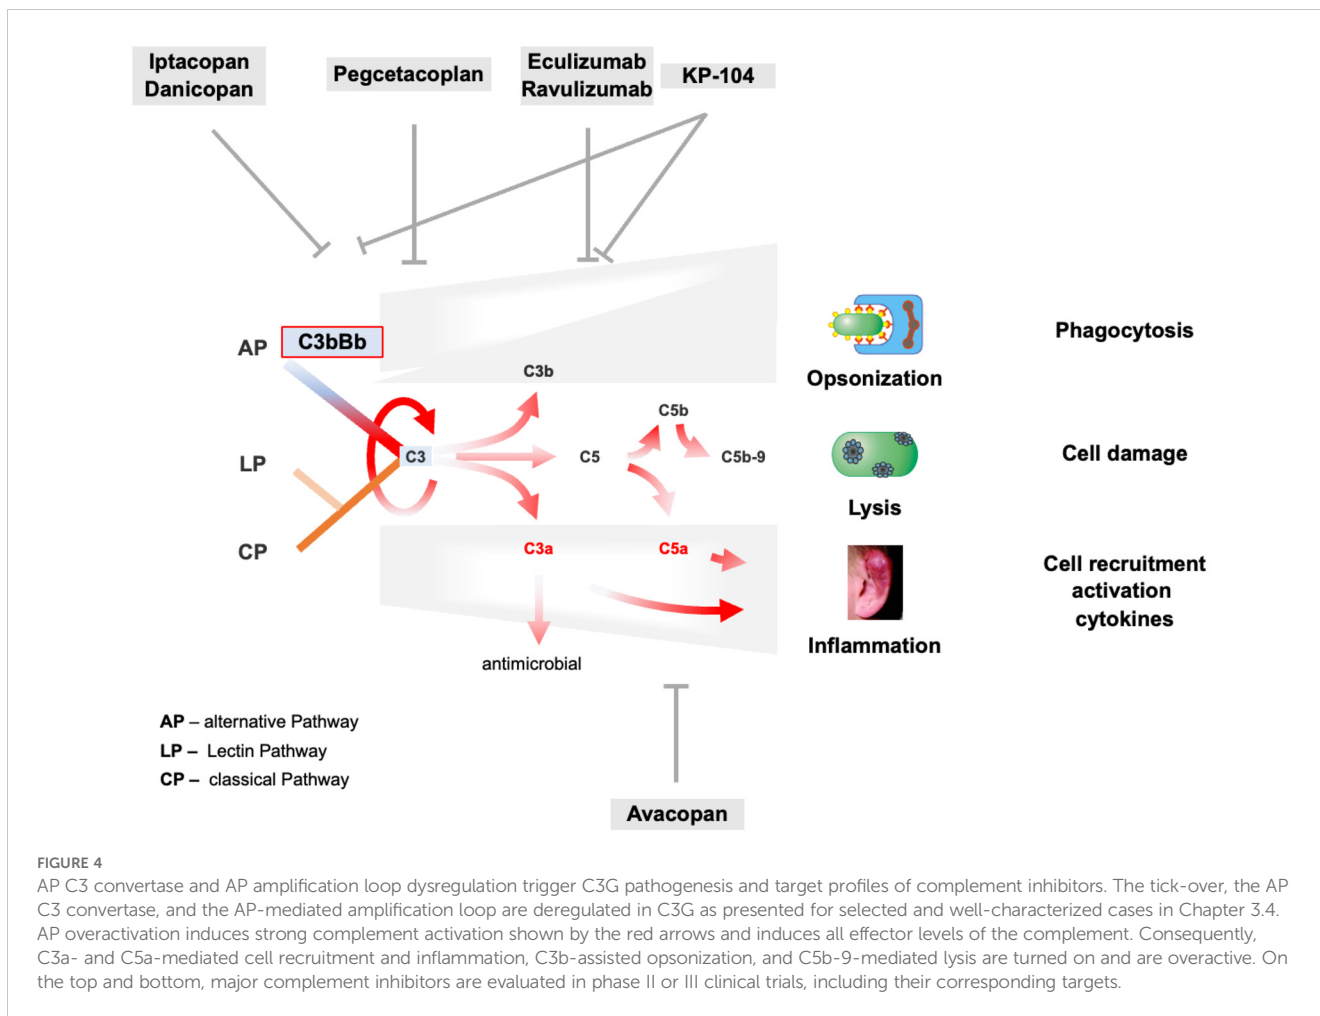 Iptacopan
Danicopan
Pegcetacoplan
Eculizumab
Ravulizumab
KP-104
AP
C3bBb
LP
CP
C3
C3b
C5
C5b
C5b-9
C3a
C5a
antimicrobial
Opsonization
Phagocytosis
Lysis
Cell damage
Inflammation
Cell recruitment
activation
cytokines
AP – alternative Pathway
LP – Lectin Pathway
CP – classical Pathway
Avacopan
FIGURE 4
AP C3 convertase and AP amplification loop dysregulation trigger C3G pathogenesis and target profiles of complement inhibitors. The tick-over, the AP
C3 convertase, and the AP-mediated amplification loop are deregulated in C3G as presented for selected and well-characterized cases in Chapter 3.4.
AP overactivation induces strong complement activation shown by the red arrows and induces all effector levels of the complement. Consequently,
C3a- and C5a-mediated cell recruitment and inflammation, C3b-assisted opsonization, and C5b-9-mediated lysis are turned on and are overactive. On
the top and bottom, major complement inhibitors are evaluated in phase II or III clinical trials, including their corresponding targets.